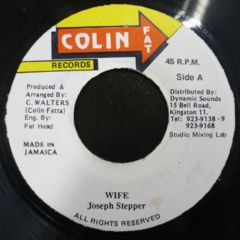 COLIN
FAT
RECORDS
45 R.P.M.
Side A
Produced &
Arranged By:
C. WALTERS
(Colin Fatta)
Eng. By:
Fat Head
MADE IN
JAMAICA
Distributed By:
Dynamic Sounds
15 Bell Road,
Kingston 11.
Tel: 923-9138 -9
923-9168
Studio Mixing Lab
WIFE
Joseph Stepper
ALL RIGHTS RESERVED